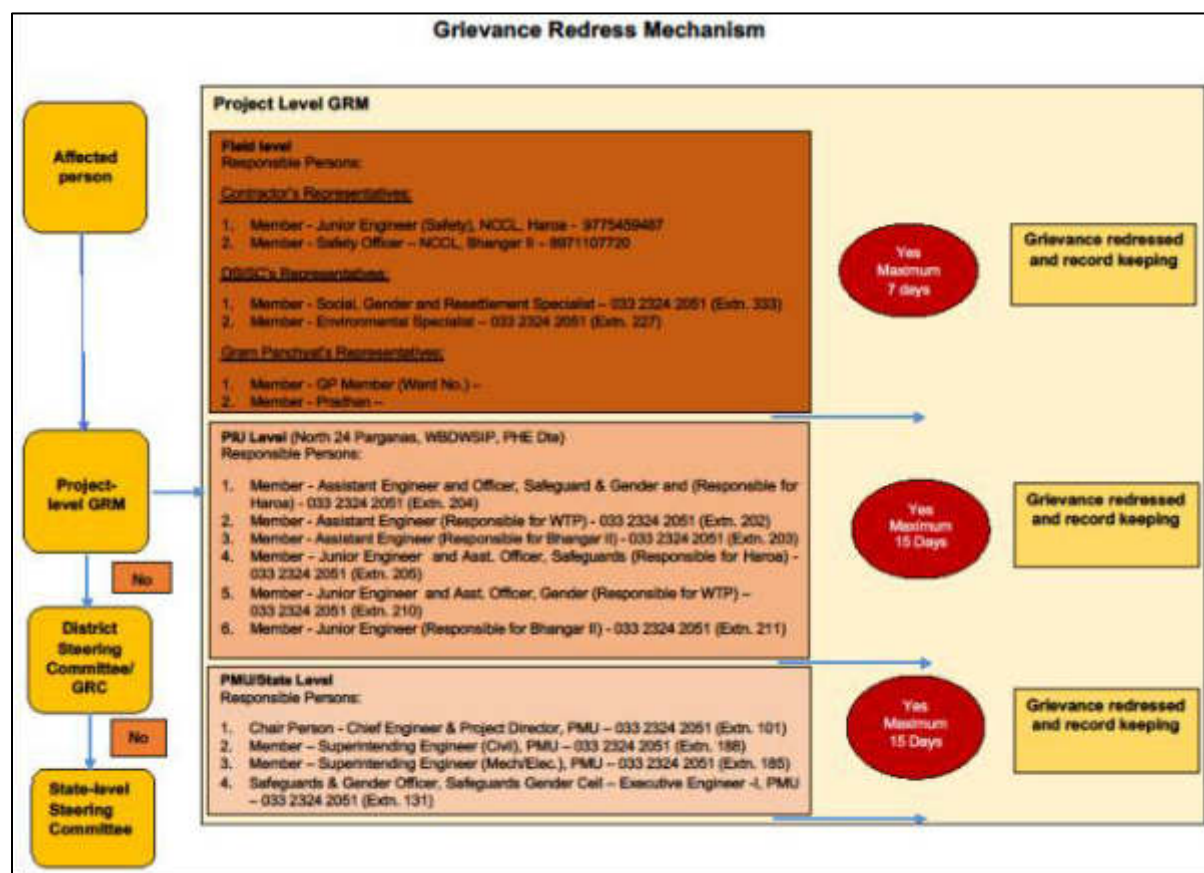 Grievance Redress Mechanism
Affected
person
Project-
level GRM
No
District
Steering
Committee/
GRC
No
State-level
Steering
Committee
Project Level GRM
Field level
Responsible Persons:
Contractor's Representatives:
1. Member - Junior Engineer (Safety), NCCL, Haroa - 9775459487
2. Member - Safety Officer – NCCL, Bhangar II - 8971107720
Representatives:
1. Member - Social, Gender and Resettlement Specialist – 033 2324 2051 (Extn. 333)
2. Member - Environmental Specialist – 033 2324 2051 (Extn. 227)
Gram Panchyat's Representatives:
1. Member - GP Member (Ward No.) –
2. Member - Pradhan –
Yes
Maximum
7 days
Grievance redressed
and record keeping
PIU Level (North 24 Parganas, WBDWSIP, PHE Dte)
Responsible Persons:
1. Member - Assistant Engineer and Officer, Safeguard & Gender and (Responsible for
Haroa) - 033 2324 2051 (Extn. 204)
2. Member - Assistant Engineer (Responsible for WTP) - 033 2324 2051 (Extn. 202)
3. Member - Assistant Engineer (Responsible for Bhangar II) - 033 2324 2051 (Extn. 203)
4. Member - Junior Engineer and Asst. Officer, Safeguards (Responsible for Haroa) -
033 2324 2051 (Extn. 205)
5. Member - Junior Engineer and Asst. Officer, Gender (Responsible for WTP) –
033 2324 2051 (Extn. 210)
6. Member - Junior Engineer (Responsible for Bhangar II) - 033 2324 2051 (Extn. 211)
Yes
Maximum
15 Days
Grievance redressed
and record keeping
PMU/State Level
Responsible Persons:
1. Chair Person - Chief Engineer & Project Director, PMU – 033 2324 2051 (Extn. 101)
2. Member – Superintending Engineer (Civil), PMU – 033 2324 2051 (Extn. 188)
3. Member – Superintending Engineer (Mech/Elec.), PMU - 033 2324 2051 (Extn. 185)
4. Safeguards & Gender Officer, Safeguards Gender Cell – Executive Engineer -I, PMU
– 033 2324 2051 (Extn. 131)
Yes
Maximum
15 Days
Grievance redressed
and record keeping